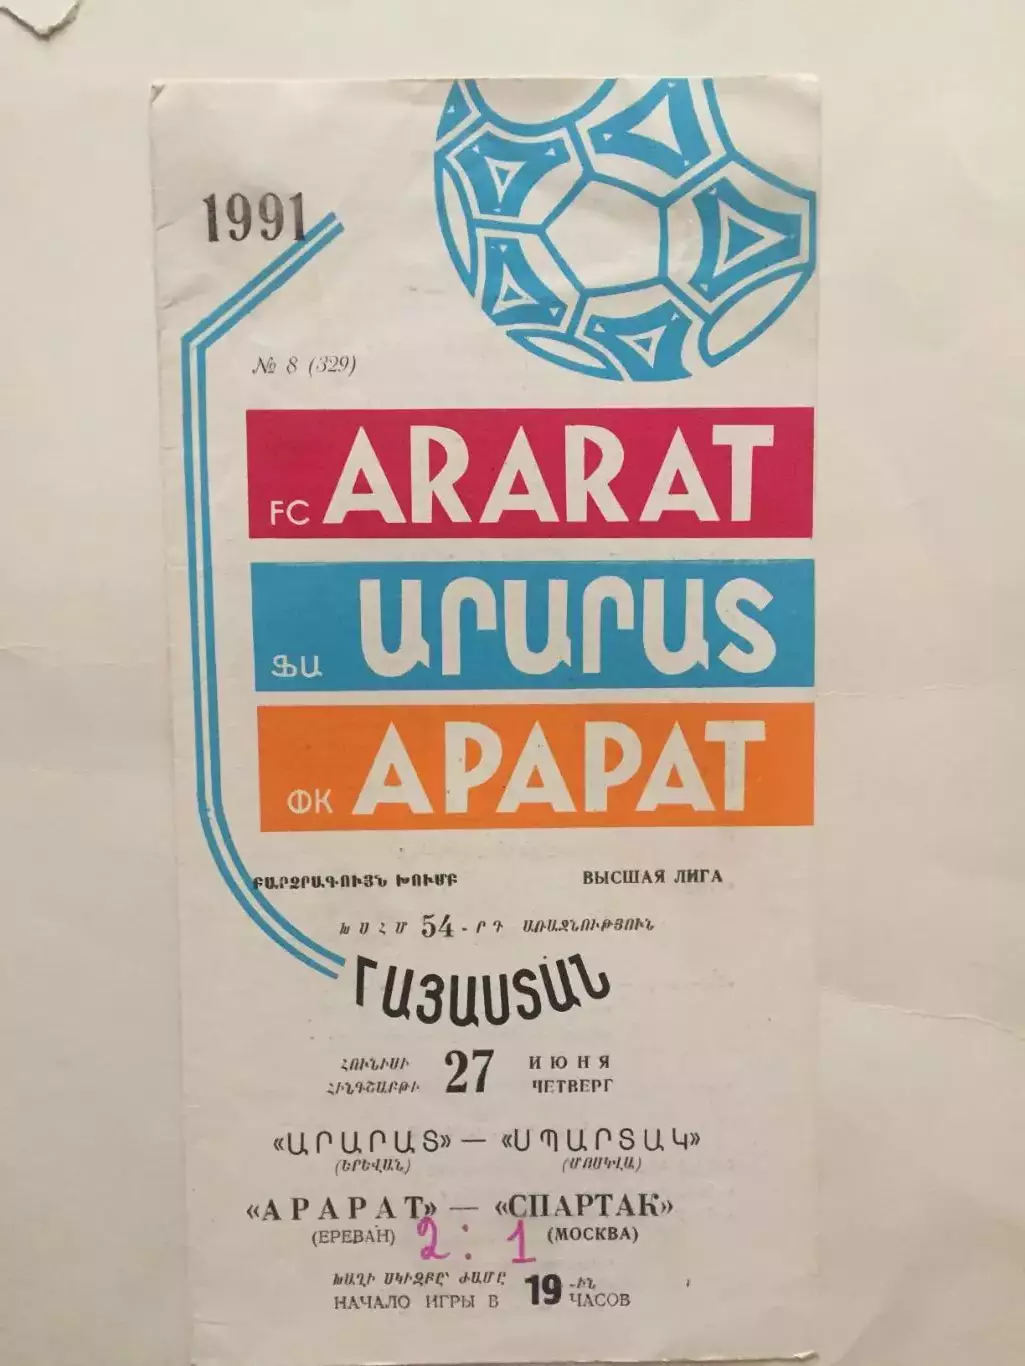 1991
№ 8 (329)
FC ARARAT
ՖԱ ԱՐԱՐԱՏ
ФК АРАРАТ
ԲԱՐՁՐԱԳՈՒՅՆ ԽՈՒՄԲ ВЫСШАЯ ЛИГА
ԽՍՀՄ 54-ՐԴ ԱՌԱՋՆՈՒԹՅՈՒՆ
ՀԱՅԱՍՏԱՆ
ՀՈՒՆԻՍԻ 27 ИЮНЯ
ՀԻՆԳՇԱԲԹԻ ЧЕТВЕРГ
«ԱՐԱՐԱՏ» — «ՍՊԱՐՏԱԿ»
(ԵՐԵՎԱՆ) (ՄՈՍԿՎԱ)
«АРАРАТ» — «СПАРТАК»
(ЕРЕВАН) 2:1 (МОСКВА)
ԽԱՂԻ ՍԿԻԶԲԸ ԺԱՄԸ 19-ԻՆ
НАЧАЛО ИГРЫ В ЧАСОВ